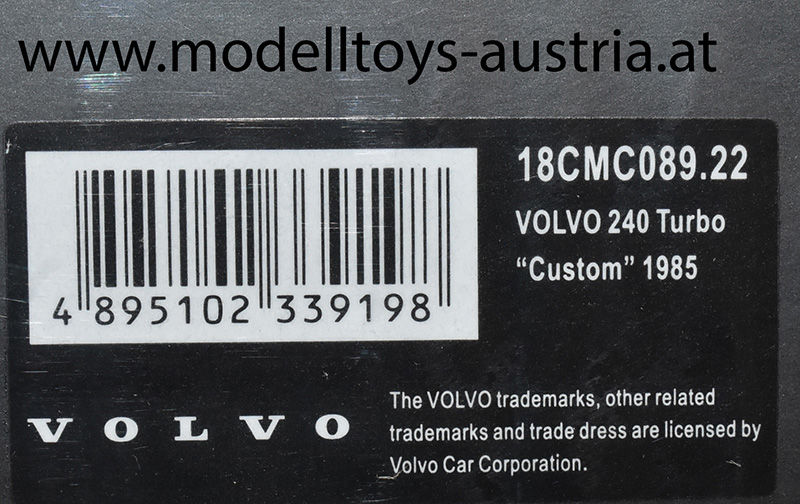 www.modelltoys-austria.at
18CMC089.22
VOLVO 240 Turbo
“Custom” 1985
4 895102 339198
VOLVO
The VOLVO trademarks, other related
trademarks and trade dress are licensed by
Volvo Car Corporation.